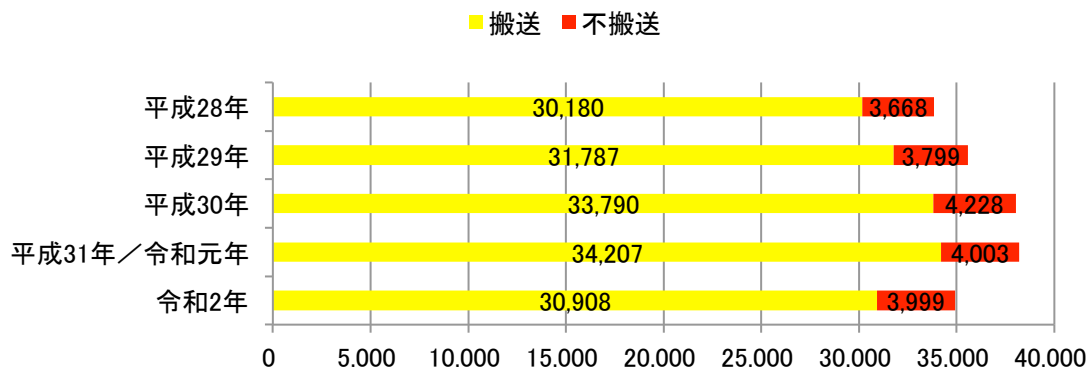 搬送 不搬送
平成28年 30,180 3,668
平成29年 31,787 3,799
平成30年 33,790 4,228
平成31年／令和元年 34,207 4,003
令和2年 30,908 3,999
0 5.000 10.000 15.000 20.000 25.000 30.000 35.000 40.000